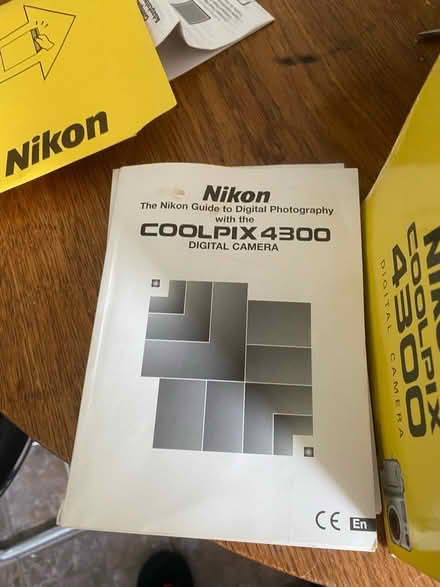 Nikon
Nikon
The Nikon Guide to Digital Photography
with the
COOLPIX 4300
DIGITAL CAMERA
CE En
Nikon
COOLPIX
4300
DIGITAL CAMERA